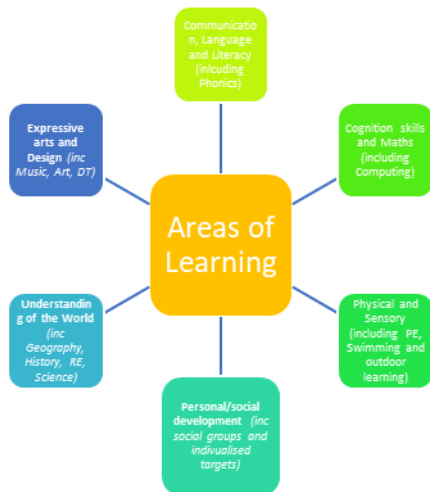 Communicatio
n, Language
and Literacy
(inlcuding
Phonics)
Expressive
arts and
Design (inc
Music, Art, DT)
Cognition skills
and Maths
(including
Computing)
Areas of
Learning
Understandin
g of the World
(inc
Geography,
History, RE,
Science)
Physical and
Sensory
(including PE,
Swimming and
outdoor
learning)
Personal/social
development (inc
social groups and
indivualised
targets)